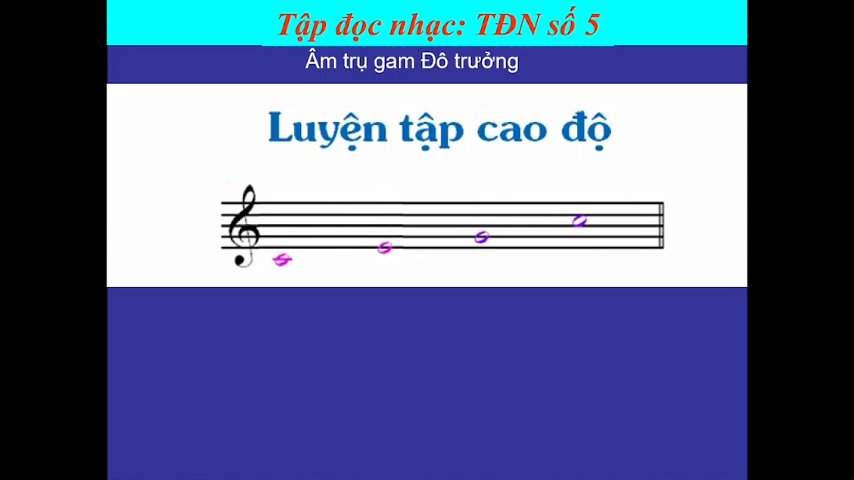 Tập đọc nhạc: TĐN số 5
Âm trụ gam Đô trưởng
Luyện tập cao độ